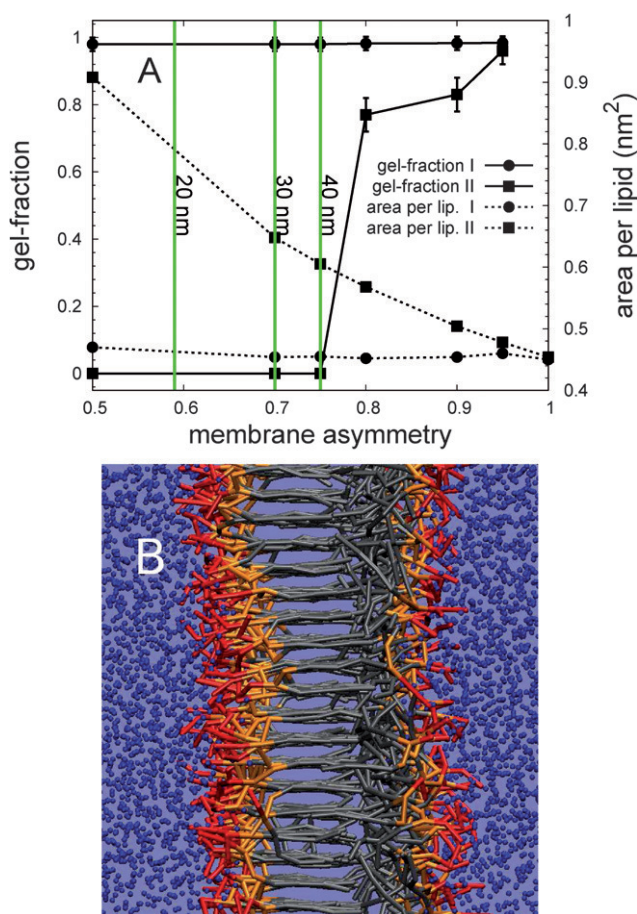 A
1
0.8
0.6
0.4
0.2
0
gel-fraction
1
0.9
0.8
0.7
0.6
0.5
0.4
area per lipid (nm²)
20 nm
30 nm
40 nm
gel-fraction I
gel-fraction II
area per lip. I
area per lip. II
0.5 0.6 0.7 0.8 0.9 1
membrane asymmetry
B